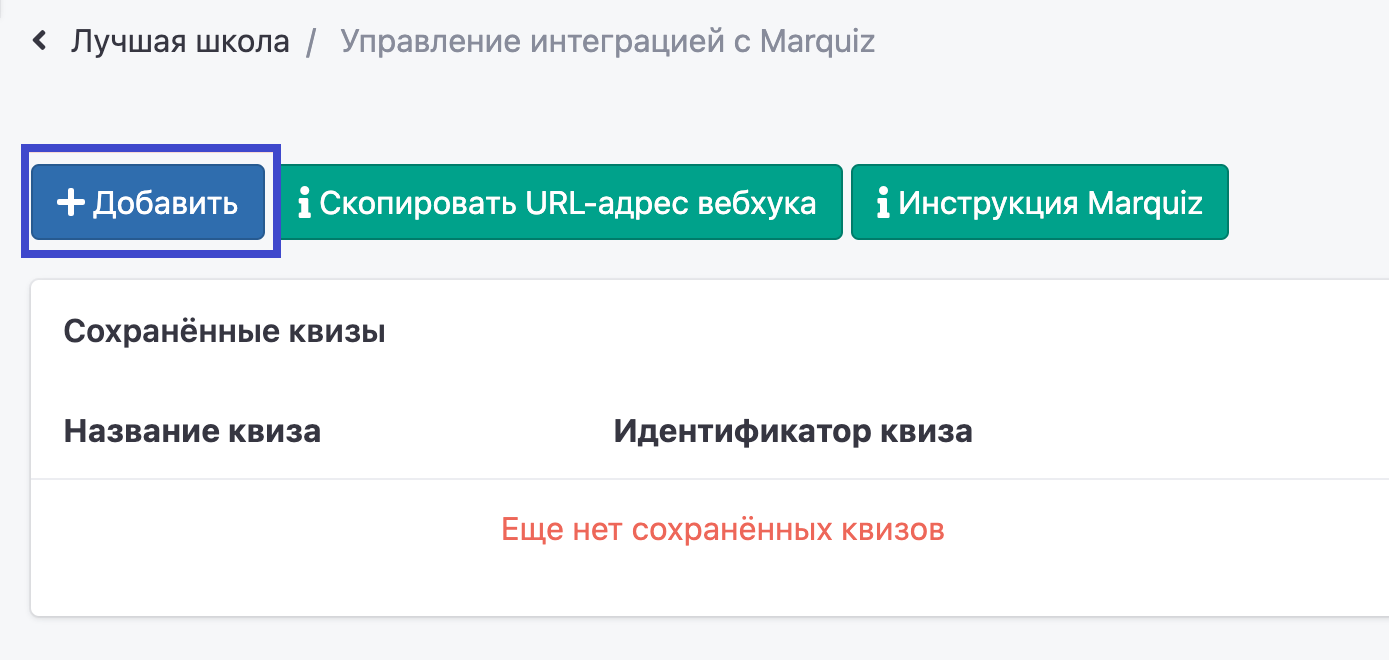 Лучшая школа / Управление интеграцией с Marquiz
Добавить Скопировать URL-адрес вебхука Инструкция Marquiz
Сохранённые квизы
Название квиза Идентификатор квиза
Еще нет сохранённых квизов